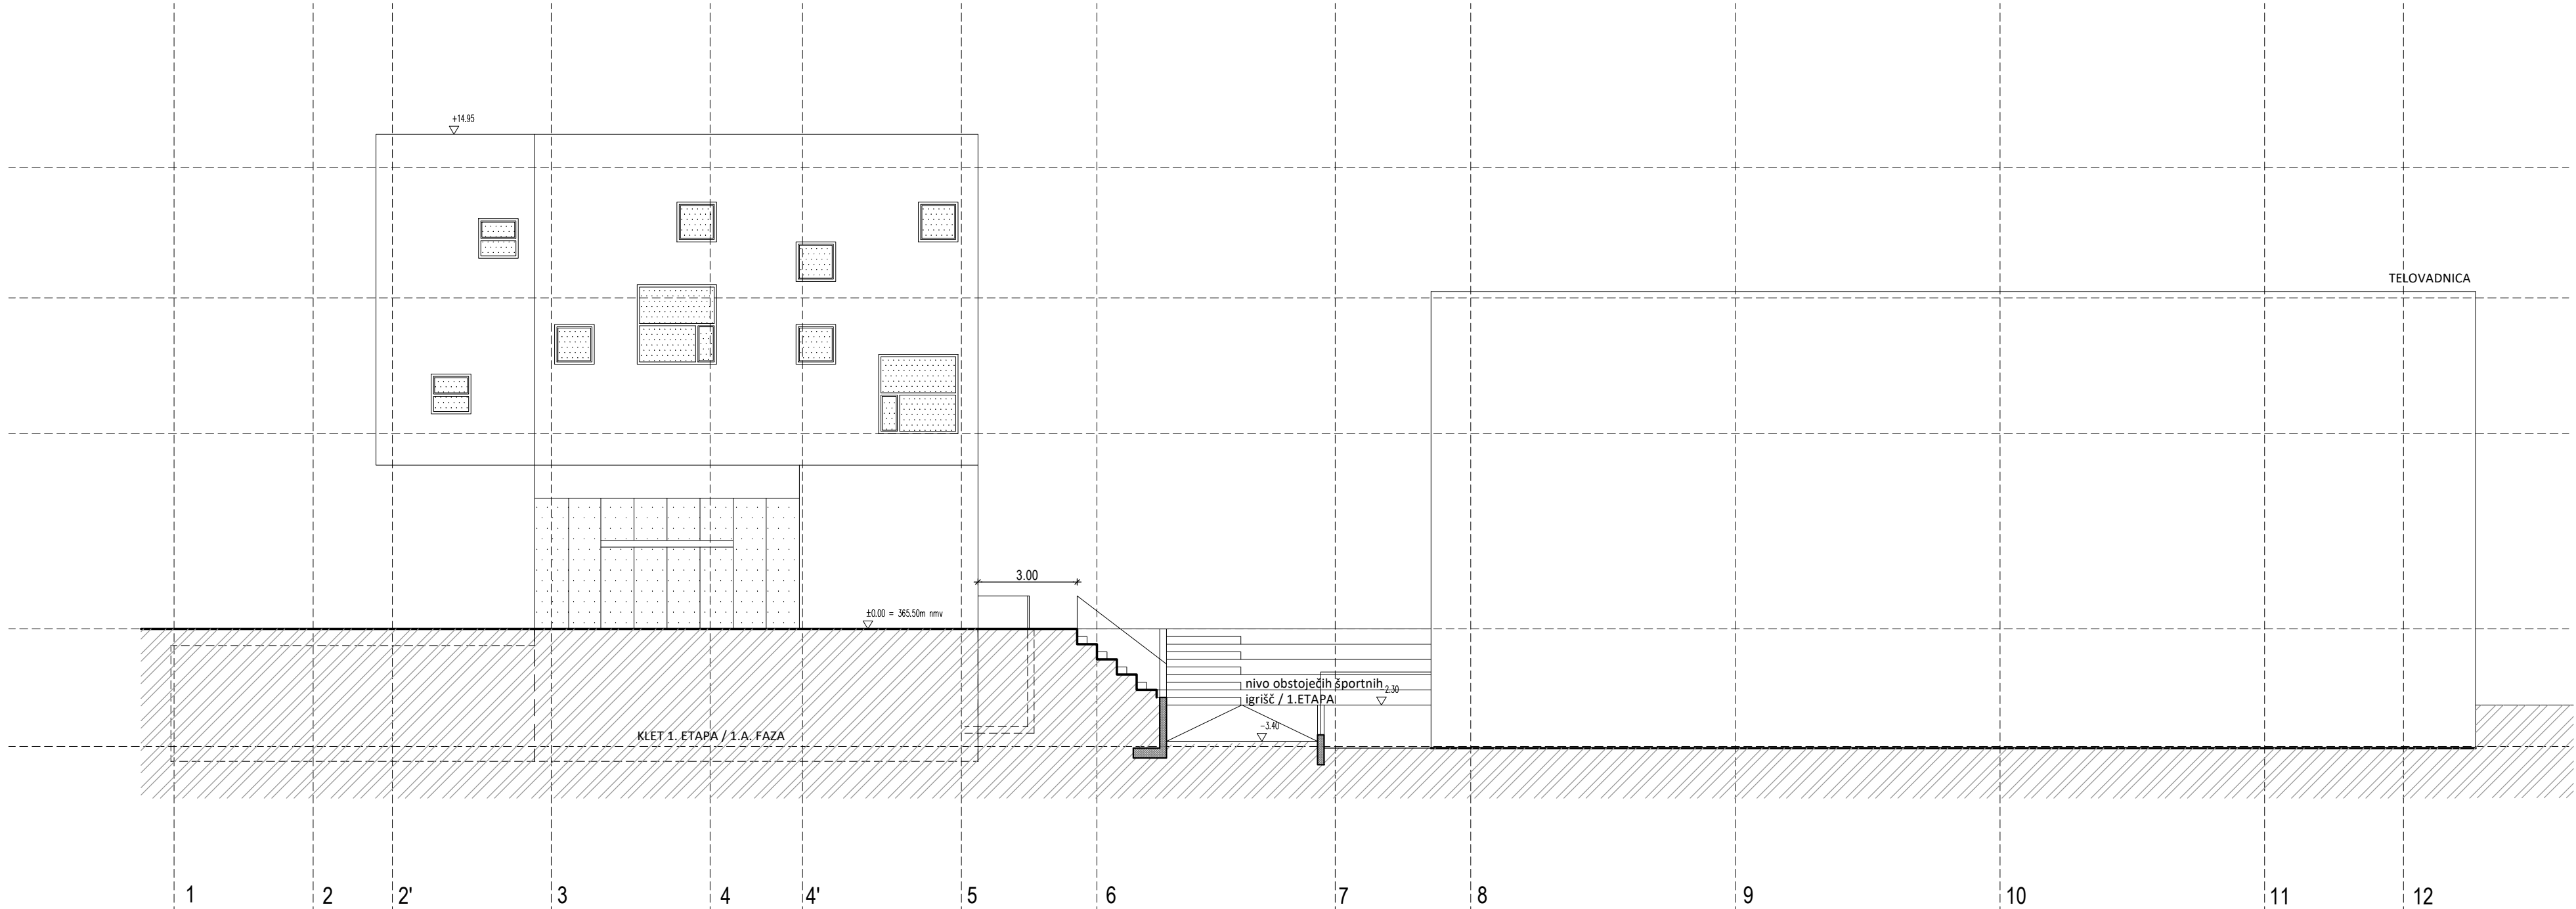 +14.95
TELOVADNICA
3.00
±0.00 = 365.50m nmv
nivo obstoječih športnih
igrišč / 1.ETAPA
-2.30
-3.40
KLET 1. ETAPA / 1.A. FAZA
1 2 2' 3 4 4' 5 6 7 8 9 10 11 12